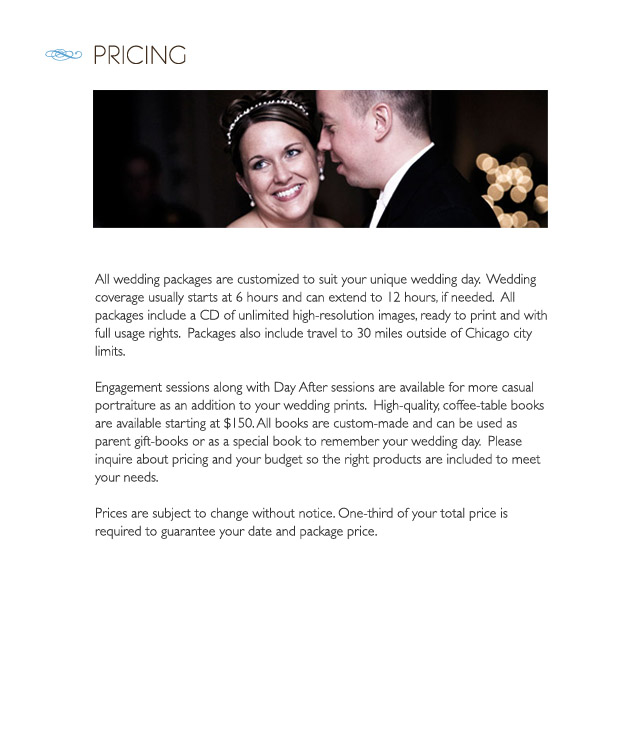 PRICING
All wedding packages are customized to suit your unique wedding day.  Wedding
coverage usually starts at 6 hours and can extend to 12 hours, if needed.  All
packages include a CD of unlimited high-resolution images, ready to print and with
full usage rights.  Packages also include travel to 30 miles outside of Chicago city
limits.
Engagement sessions along with Day After sessions are available for more casual
portraiture as an addition to your wedding prints.  High-quality, coffee-table books
are available starting at $150. All books are custom-made and can be used as
parent gift-books or as a special book to remember your wedding day.  Please
inquire about pricing and your budget so the right products are included to meet
your needs.
Prices are subject to change without notice. One-third of your total price is
required to guarantee your date and package price.